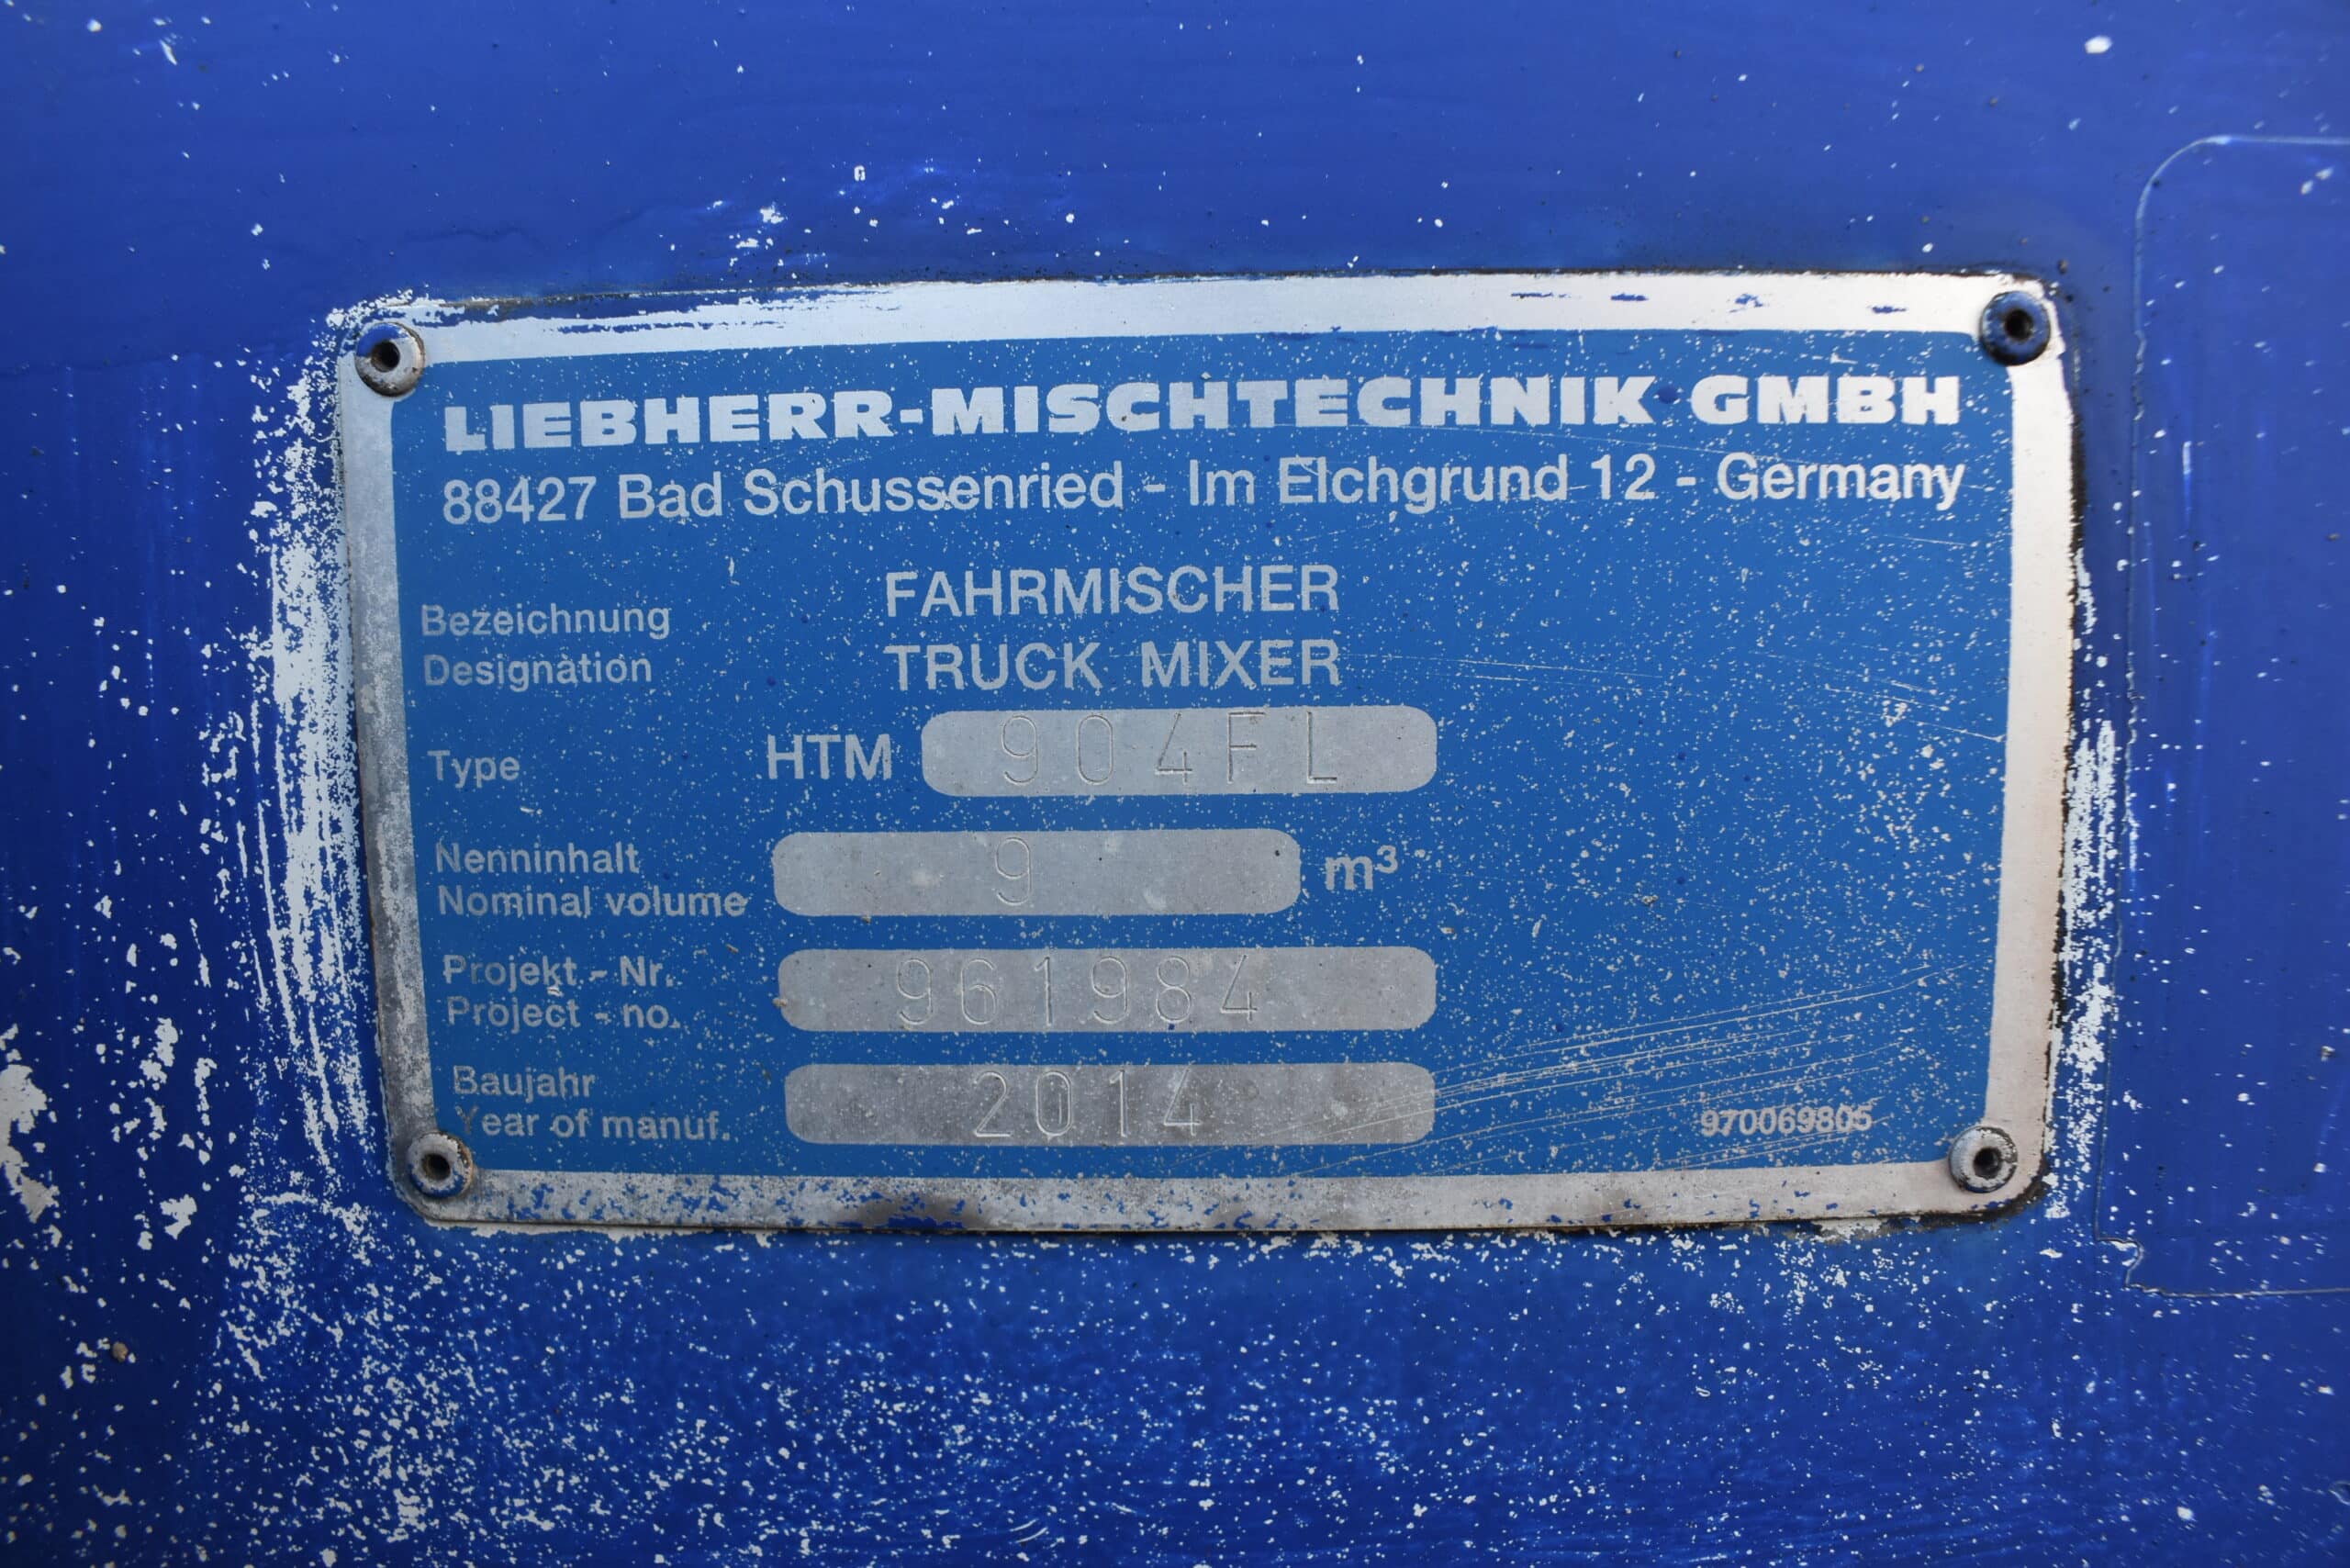 LIEBHERR-MISCHTECHNIK GMBH
88427 Bad Schussenried - Im Elchgrund 12 - Germany
Bezeichnung FAHRMISCHER
Designation TRUCK MIXER
Type HTM 904FL
Nenninhalt
Nominal volume 9 m³
Projekt - Nr.
Project - no. 961984
Baujahr
Year of manuf. 2014
970069805